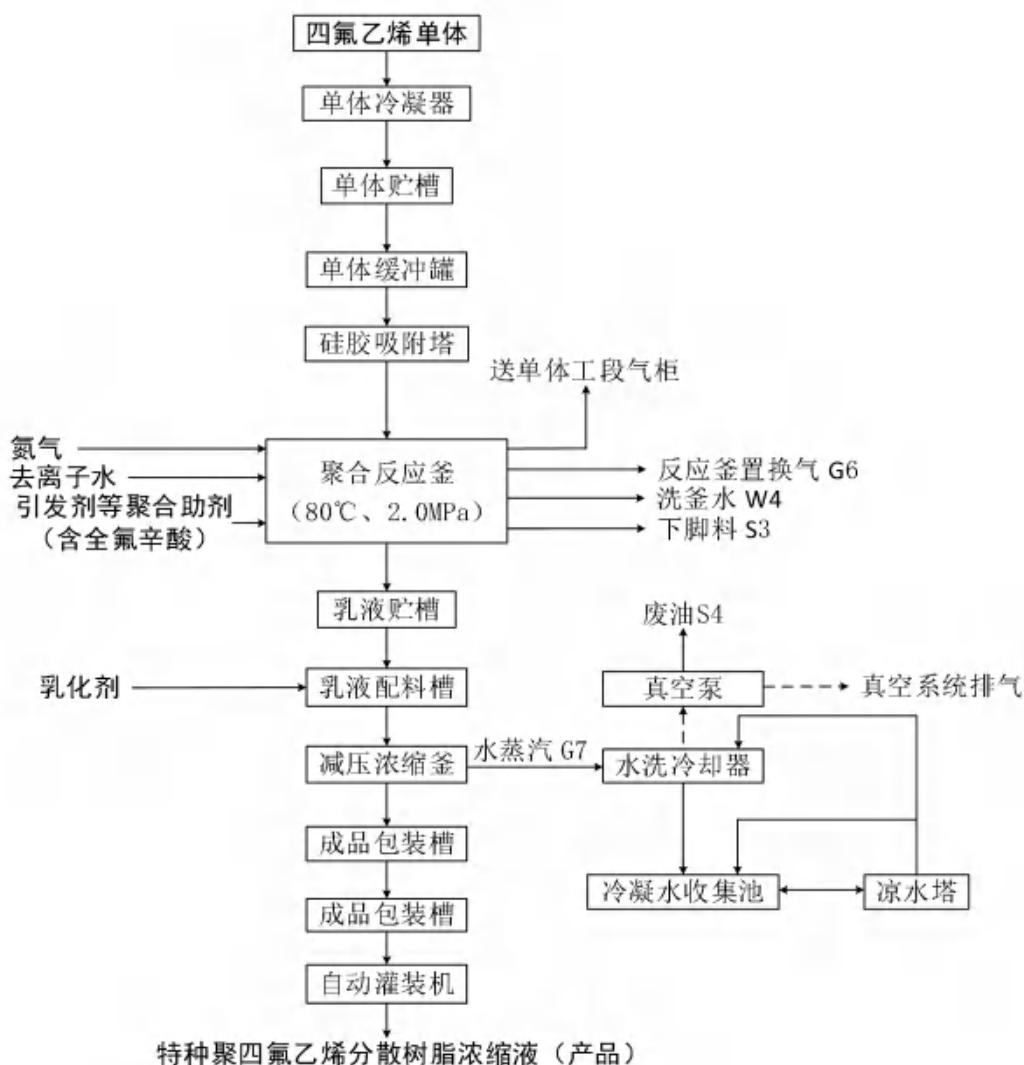 四氟乙烯单体
单体冷凝器
单体贮槽
单体缓冲罐
硅胶吸附塔
送单体工段气柜
氮气
去离子水
引发剂等聚合助剂
（含全氟辛酸）
聚合反应釜
（80℃、2.0MPa）
反应釜置换气 G6
洗釜水 W4
下脚料 S3
乳液贮槽
废油S4
乳化剂
乳液配料槽
真空泵
真空系统排气
减压浓缩釜
水蒸汽 G7
水洗冷却器
成品包装槽
冷凝水收集池
凉水塔
成品包装槽
自动灌装机
特种聚四氟乙烯分散树脂浓缩液（产品）